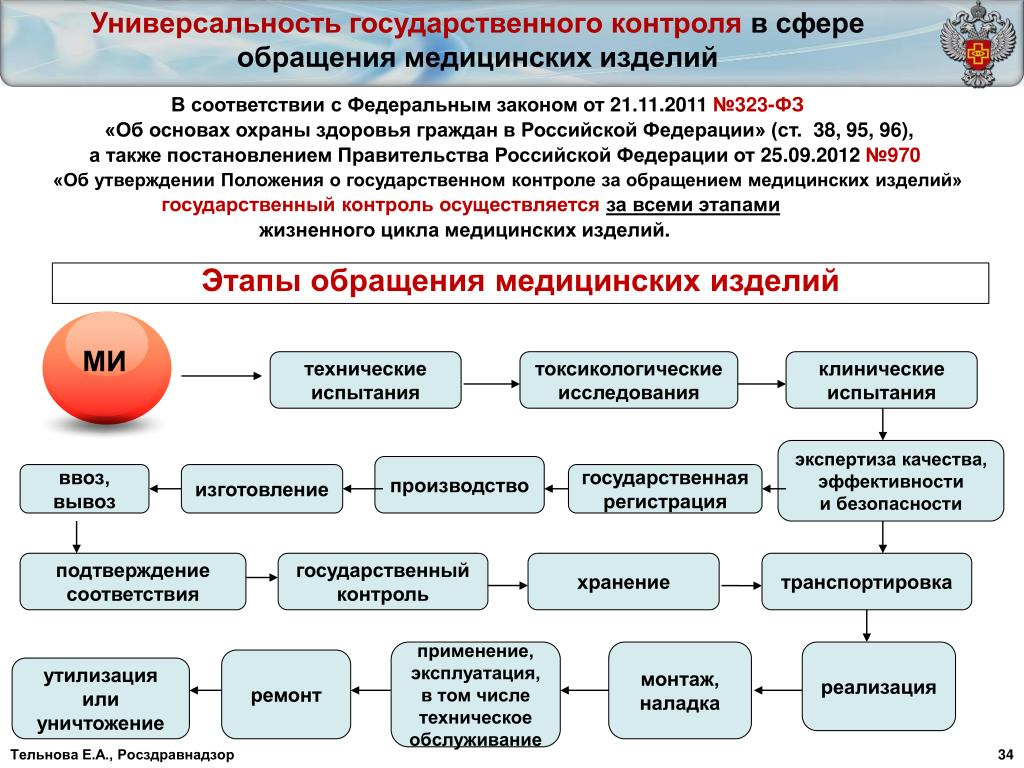 Универсальность государственного контроля в сфере
обращения медицинских изделий
В соответствии с Федеральным законом от 21.11.2011 №323-ФЗ
«Об основах охраны здоровья граждан в Российской Федерации» (ст. 38, 95, 96),
а также постановлением Правительства Российской Федерации от 25.09.2012 №970
«Об утверждении Положения о государственном контроле за обращением медицинских изделий»
государственный контроль осуществляется за всеми этапами
жизненного цикла медицинских изделий.
Этапы обращения медицинских изделий
МИ
технические
испытания
токсикологические
исследования
клинические
испытания
экспертиза качества,
эффективности
и безопасности
государственная
регистрация
производство
изготовление
ввоз,
вывоз
подтверждение
соответствия
государственный
контроль
хранение
транспортировка
реализация
монтаж,
наладка
применение,
эксплуатация,
в том числе
техническое
обслуживание
ремонт
утилизация
или
уничтожение
Тельнова Е.А., Росздравнадзор
34